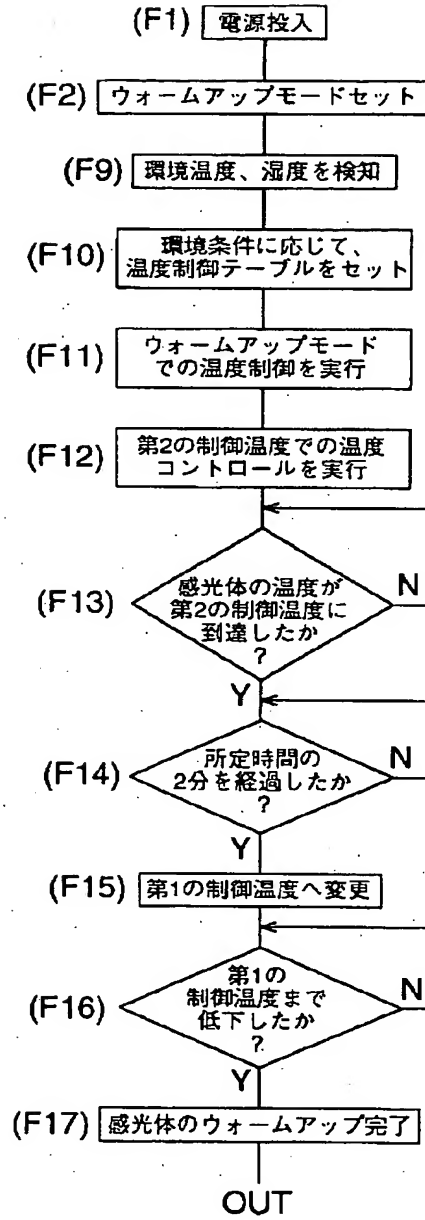 (F1) 電源投入
(F2) ウォームアップモードセット
(F9) 環境温度、湿度を検知
(F10) 環境条件に応じて、
温度制御テーブルをセット
(F11) ウォームアップモード
での温度制御を実行
(F12) 第2の制御温度での温度
コントロールを実行
(F13) 感光体の温度が
第2の制御温度に
到達したか
?
N
Y
(F14) 所定時間の
2分を経過したか
?
N
Y
(F15) 第1の制御温度へ変更
(F16) 第1の
制御温度まで
低下したか
?
N
Y
(F17) 感光体のウォームアップ完了
OUT